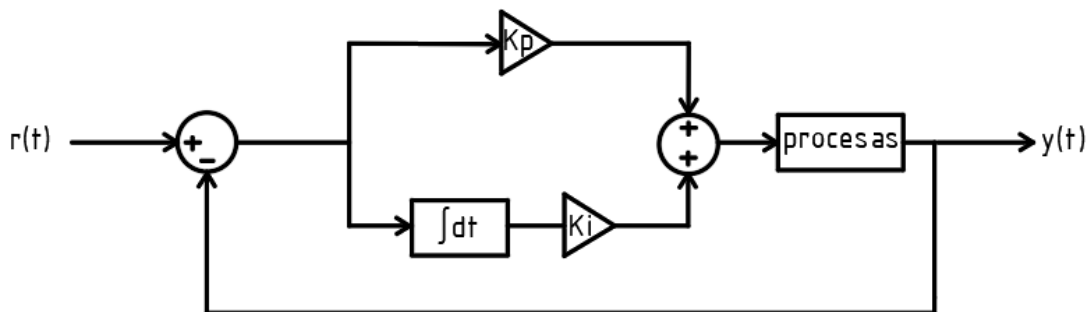 Kp
r(t)
+
-
+
+
procesas
y(t)
∫dt
Ki